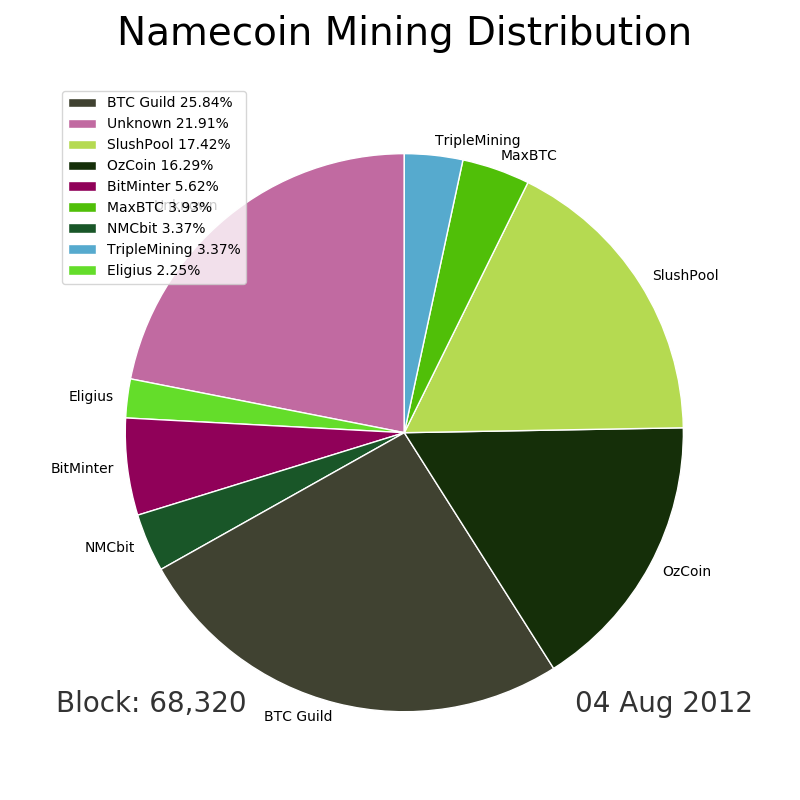 Namecoin Mining Distribution
BTC Guild 25.84%
Unknown 21.91%
SlushPool 17.42%
OzCoin 16.29%
BitMinter 5.62%
MaxBTC 3.93%
NMCbit 3.37%
TripleMining 3.37%
Eligius 2.25%
TripleMining
MaxBTC
Unknown
SlushPool
Eligius
BitMinter
NMCbit
OzCoin
Block: 68,320
04 Aug 2012
BTC Guild